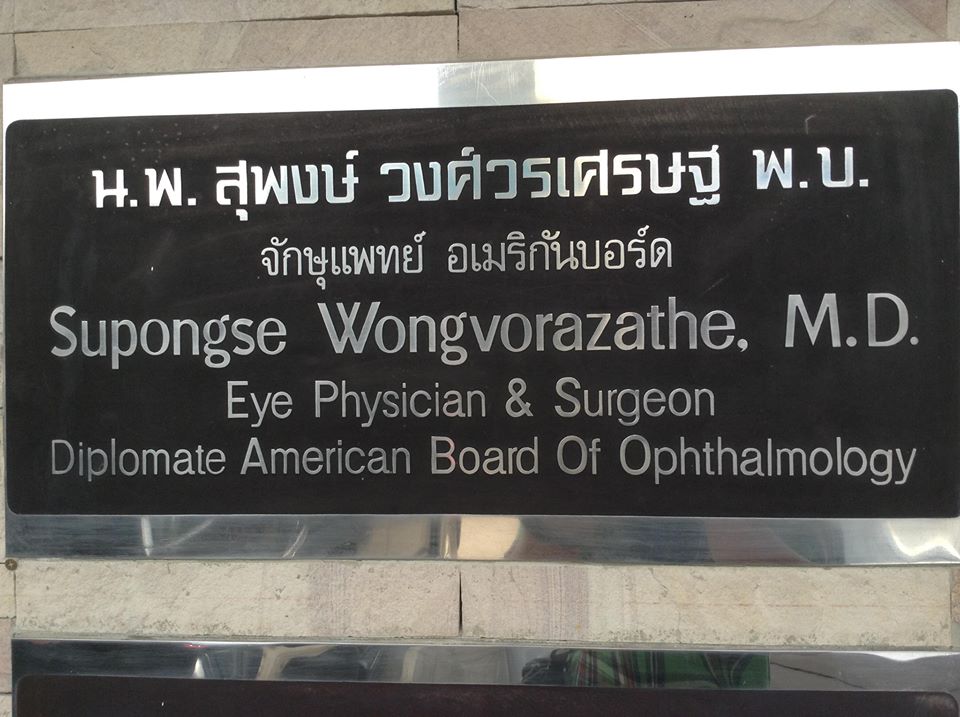 น.พ. สุพงษ์ วงศ์วรเศรษฐ พ.บ.
จักษุแพทย์ อเมริกันบอร์ด
Supongse Wongvorazathe, M.D.
Eye Physician & Surgeon
Diplomate American Board Of Ophthalmology